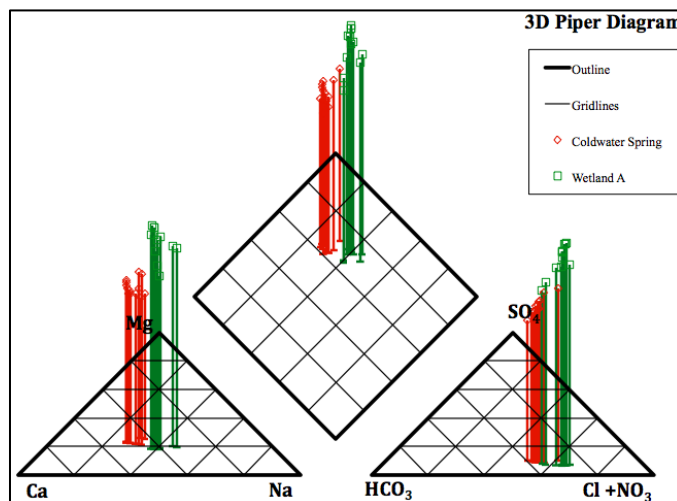 3D Piper Diagram
Outline
Gridlines
Coldwater Spring
Wetland A
Mg
SO₄
Ca
Na
HCO₃
Cl +NO₃